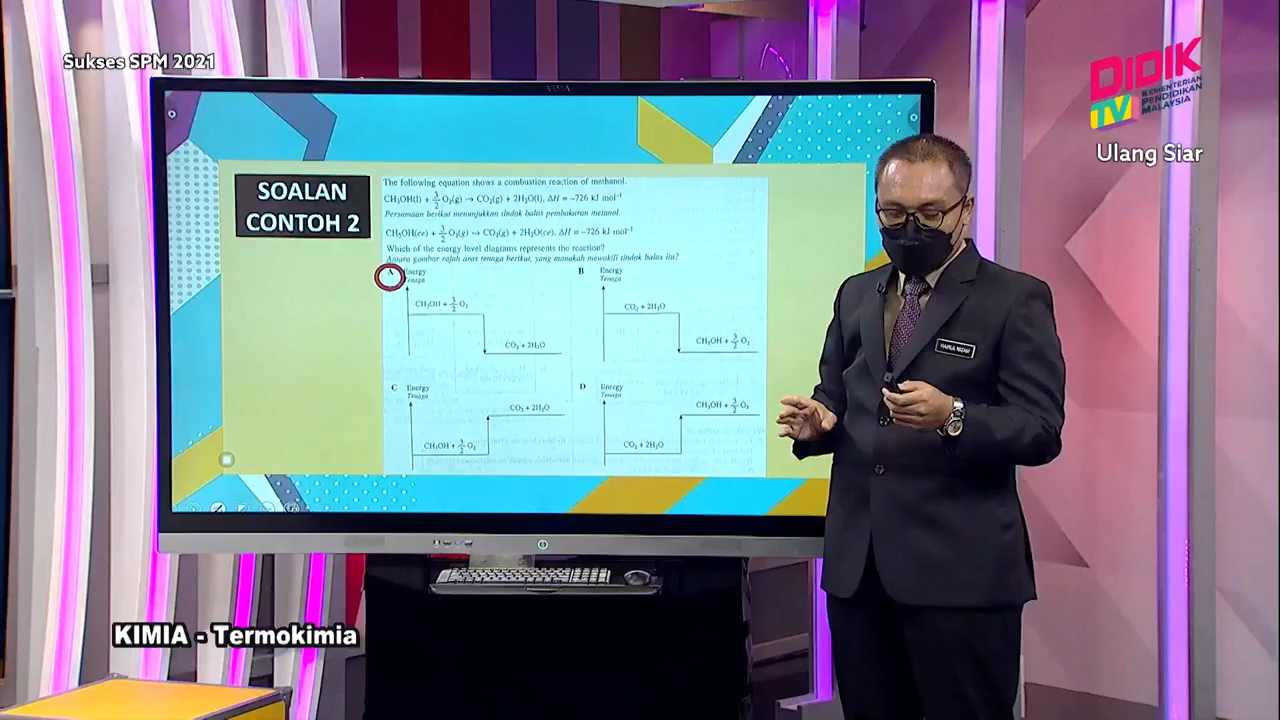 Sukses SPM 2021
DIDIK
TV
KEMENTERIAN
PENDIDIKAN
MALAYSIA
Ulang Siar
SOALAN
CONTOH 2
The following equation shows a combustion reaction of methanol.
CH₃OH(l) + 3/2 O₂(g) → CO₂(g) + 2H₂O(l), ΔH = −726 kJ mol⁻¹
Persamaan berikut menunjukkan tindak balas pembakaran metanol.
CH₃OH(ce) + 3/2 O₂(g) → CO₂(g) + 2H₂O(ce), ΔH = −726 kJ mol⁻¹
Which of the energy level diagrams represents the reaction?
Antara gambar rajah aras tenaga berikut, yang manakah mewakili tindak balas itu?
A Energy
Tenaga
CH₃OH + 3/2 O₂
CO₂ + 2H₂O
B Energy
Tenaga
CO₂ + 2H₂O
CH₃OH + 3/2 O₂
C Energy
Tenaga
CO₂ + 2H₂O
CH₃OH + 3/2 O₂
D Energy
Tenaga
CH₃OH + 3/2 O₂
CO₂ + 2H₂O
KIMIA - Termokimia